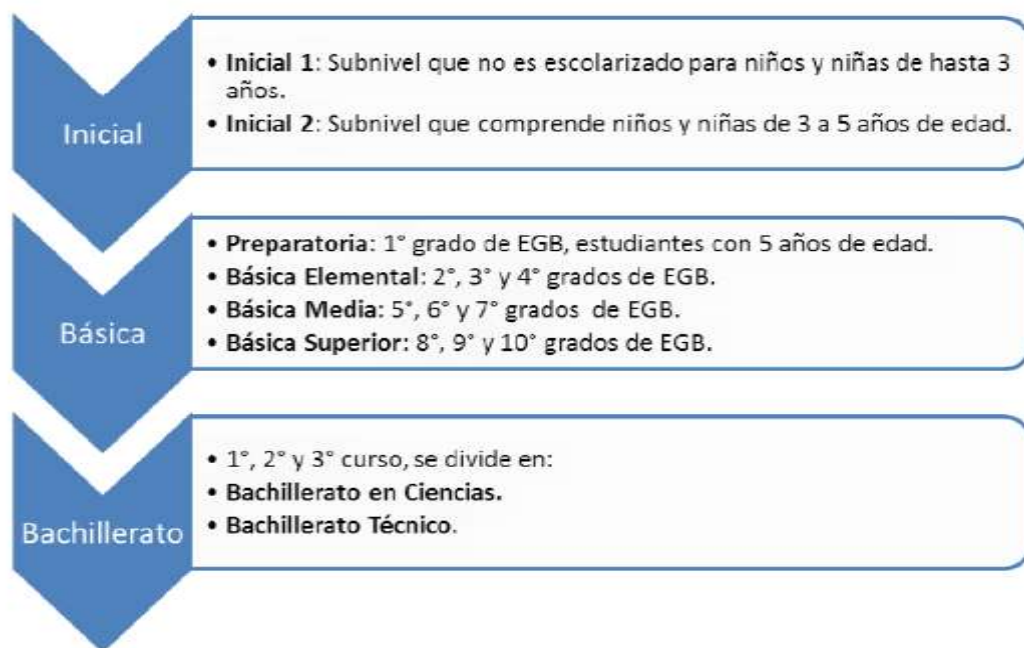 Inicial
• Inicial 1: Subnivel que no es escolarizado para niños y niñas de hasta 3
años.
• Inicial 2: Subnivel que comprende niños y niñas de 3 a 5 años de edad.
Básica
• Preparatoria: 1° grado de EGB, estudiantes con 5 años de edad.
• Básica Elemental: 2°, 3° y 4° grados de EGB.
• Básica Media: 5°, 6° y 7° grados de EGB.
• Básica Superior: 8°, 9° y 10° grados de EGB.
Bachillerato
• 1°, 2° y 3° curso, se divide en:
• Bachillerato en Ciencias.
• Bachillerato Técnico.